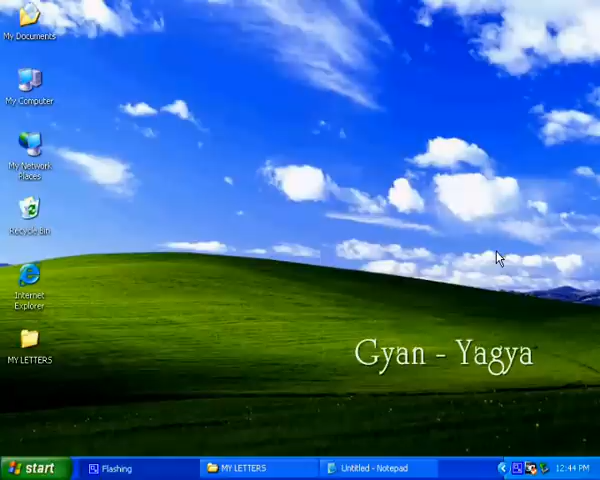 My Documents
My Computer
My Network
Places
Recycle Bin
Internet
Explorer
MY LETTERS
Gyan - Yagya
start
Flashing
MY LETTERS
Untitled - Notepad
12:44 PM